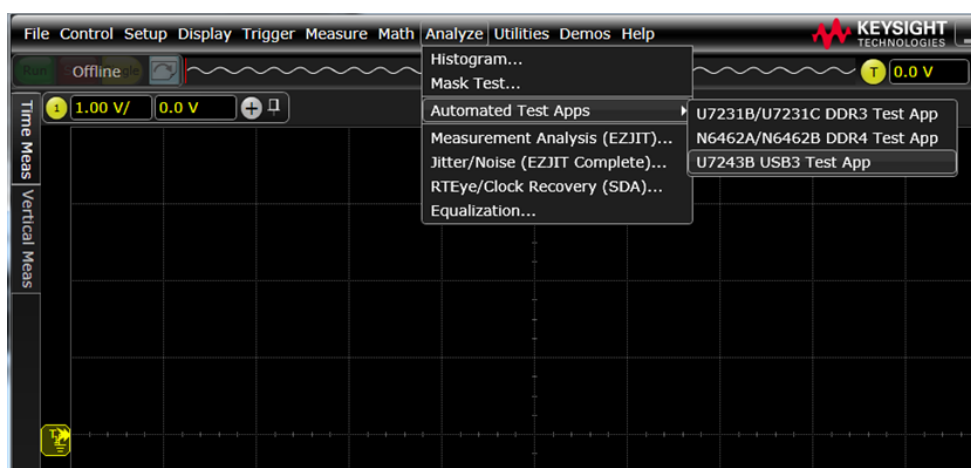 File Control Setup Display Trigger Measure Math Analyze Utilities Demos Help
KEYSIGHT
TECHNOLOGIES
Run Offline
T 0.0 V
1 1.00 V/ 0.0 V
Histogram...
Mask Test...
Automated Test Apps
Measurement Analysis (EZJIT)...
Jitter/Noise (EZJIT Complete)...
RTEye/Clock Recovery (SDA)...
Equalization...
U7231B/U7231C DDR3 Test App
N6462A/N6462B DDR4 Test App
U7243B USB3 Test App
Time Meas
Vertical Meas
T